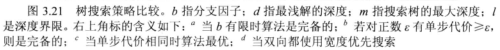 图 3.21 树搜索策略比较。b 指分支因子；d 指最浅解的深度；m 指搜索树的最大深度；l
是深度界限。右上角标的含义如下：ᵃ 当 b 有限时算法是完备的；ᵇ 若对正数 ε 有单步代价≥ε，
则是完备的；ᶜ 当单步代价相同时算法最优；ᵈ 当双向都使用宽度优先搜索